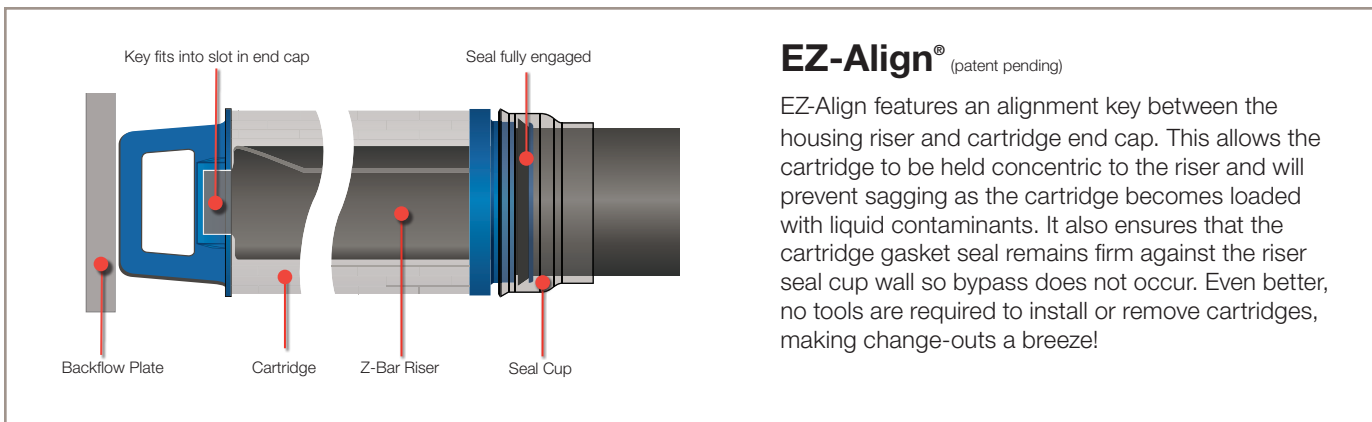 Key fits into slot in end cap
Seal fully engaged
Backflow Plate
Cartridge
Z-Bar Riser
Seal Cup
EZ-Align® (patent pending)
EZ-Align features an alignment key between the
housing riser and cartridge end cap. This allows the
cartridge to be held concentric to the riser and will
prevent sagging as the cartridge becomes loaded
with liquid contaminants. It also ensures that the
cartridge gasket seal remains firm against the riser
seal cup wall so bypass does not occur. Even better,
no tools are required to install or remove cartridges,
making change-outs a breeze!